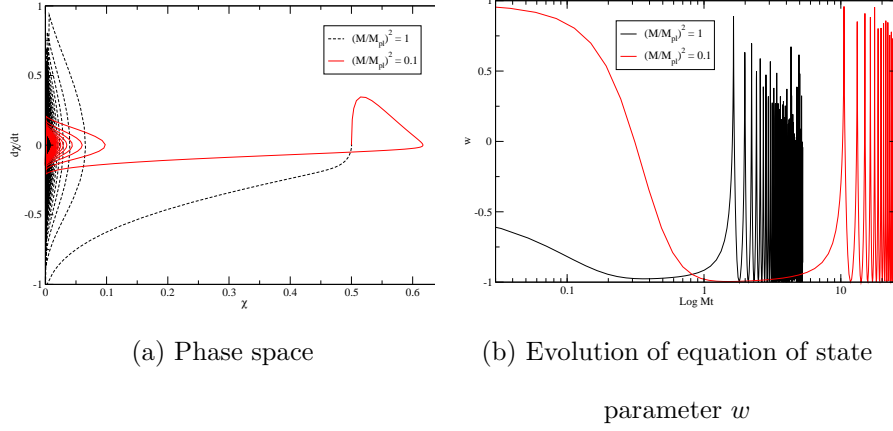 1
0.5
0
-0.5
-1
dχ/dt
0 0.1 0.2 0.3 0.4 0.5 0.6
χ
(M/M_pl)^2 = 1
(M/M_pl)^2 = 0.1
(a) Phase space
1
0.5
0
-0.5
-1
w
0.1 1 10
Log Mt
(M/M_pl)^2 = 1
(M/M_pl)^2 = 0.1
(b) Evolution of equation of state
parameter w